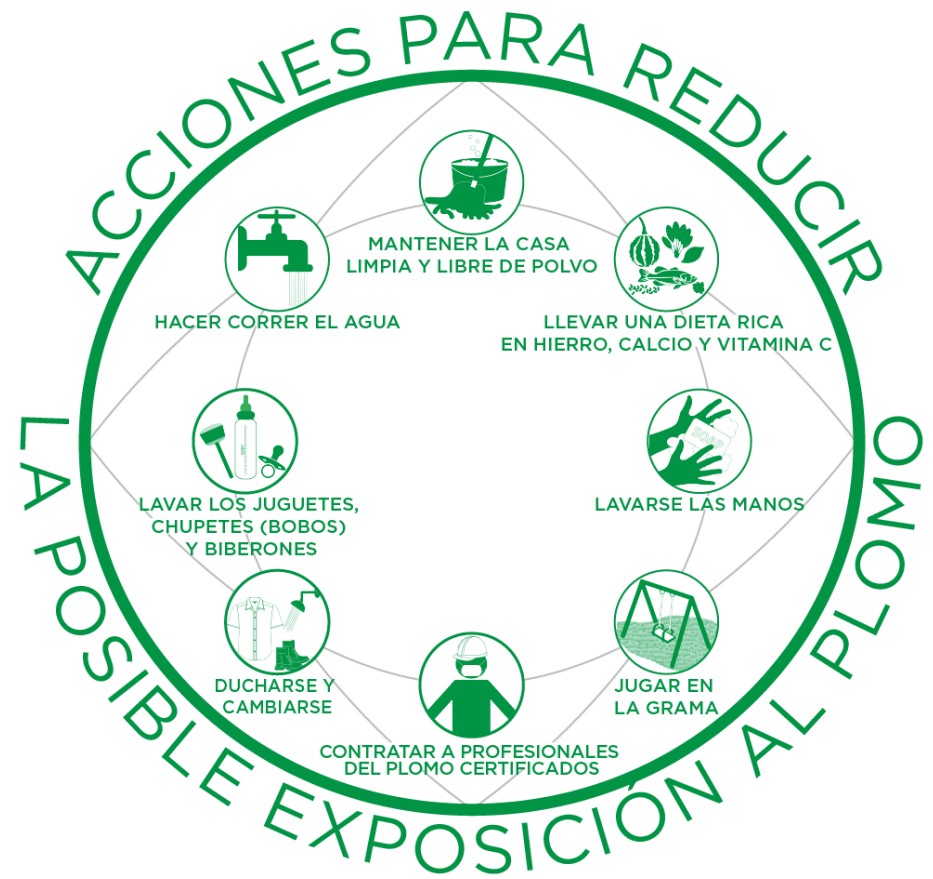 ACCIONES PARA REDUCIR
LA POSIBLE EXPOSICIÓN AL PLOMO
MANTENER LA CASA
LIMPIA Y LIBRE DE POLVO
LLEVAR UNA DIETA RICA
EN HIERRO, CALCIO Y VITAMINA C
SOAP
LAVARSE LAS MANOS
JUGAR EN
LA GRAMA
CONTRATAR A PROFESIONALES
DEL PLOMO CERTIFICADOS
DUCHARSE Y
CAMBIARSE
LAVAR LOS JUGUETES,
CHUPETES (BOBOS)
Y BIBERONES
HACER CORRER EL AGUA